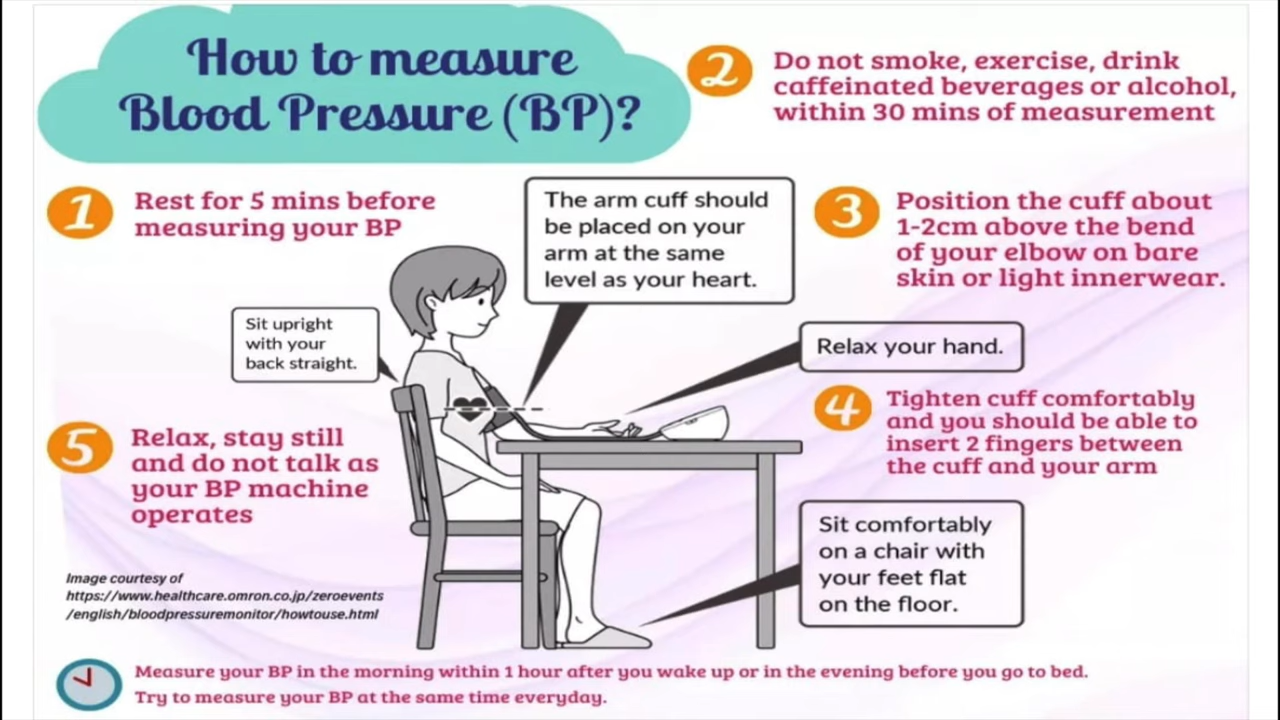 How to measure
Blood Pressure (BP)?
1
Rest for 5 mins before
measuring your BP
2
Do not smoke, exercise, drink
caffeinated beverages or alcohol,
within 30 mins of measurement
3
Position the cuff about
1-2cm above the bend
of your elbow on bare
skin or light innerwear.
The arm cuff should
be placed on your
arm at the same
level as your heart.
Sit upright
with your
back straight.
Relax your hand.
4
Tighten cuff comfortably
and you should be able to
insert 2 fingers between
the cuff and your arm
5
Relax, stay still
and do not talk as
your BP machine
operates
Sit comfortably
on a chair with
your feet flat
on the floor.
Image courtesy of
https://www.healthcare.omron.co.jp/zeroevents
/english/bloodpressuremonitor/howtouse.html
Measure your BP in the morning within 1 hour after you wake up or in the evening before you go to bed.
Try to measure your BP at the same time everyday.